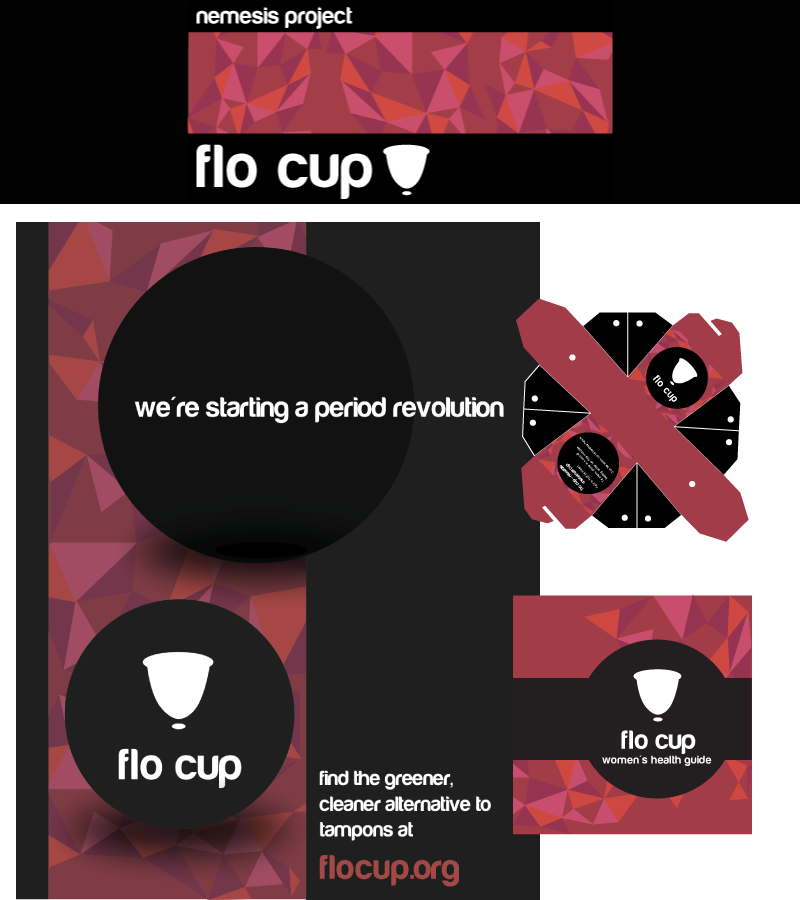 nemesis project
flo cup
we´re starting a period revolution
flo cup
find the greener,
cleaner alternative to
tampons at
flocup.org
flo cup
flo cup
women´s health guide